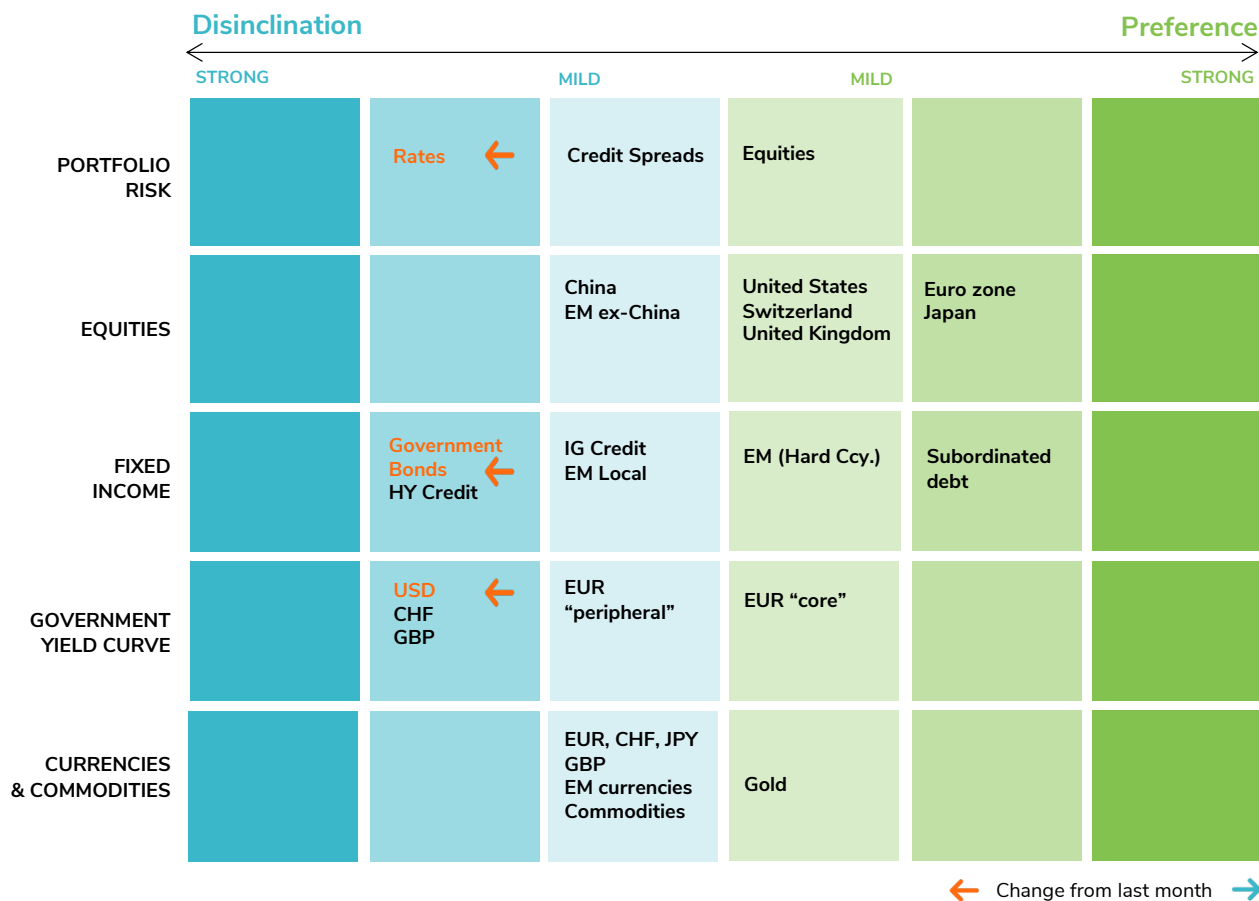 Disinclination
Preference
STRONG
MILD
MILD
STRONG
PORTFOLIO
RISK
Rates
Credit Spreads
Equities
EQUITIES
China
EM ex-China
United States
Switzerland
United Kingdom
Euro zone
Japan
FIXED
INCOME
Government
Bonds
HY Credit
IG Credit
EM Local
EM (Hard Ccy.)
Subordinated
debt
GOVERNMENT
YIELD CURVE
USD
CHF
GBP
EUR
“peripheral”
EUR “core”
CURRENCIES
& COMMODITIES
EUR, CHF, JPY
GBP
EM currencies
Commodities
Gold
Change from last month